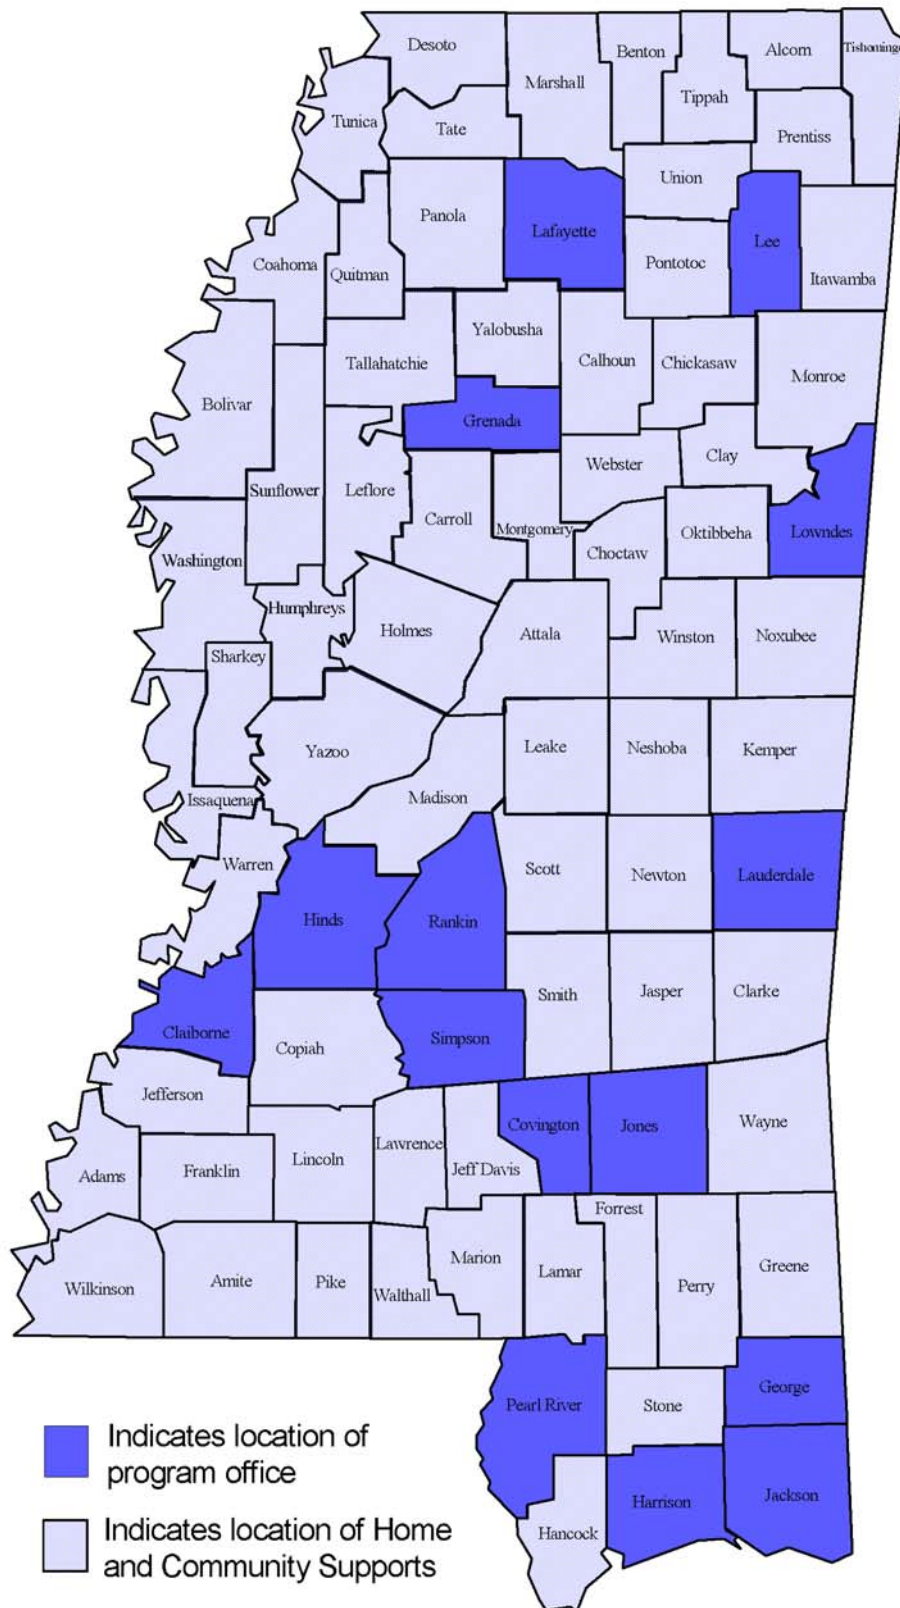 Desoto
Benton
Alcorn
Tishomingo
Marshall
Tippah
Tunica
Tate
Prentiss
Union
Panola
Lafayette
Lee
Coahoma
Quitman
Pontotoc
Itawamba
Yalobusha
Tallahatchie
Calhoun
Chickasaw
Monroe
Bolivar
Grenada
Webster
Clay
Sunflower
Leflore
Carroll
Montgomery
Choctaw
Oktibbeha
Lowndes
Washington
Humphreys
Holmes
Attala
Winston
Noxubee
Sharkey
Yazoo
Leake
Neshoba
Kemper
Issaquena
Madison
Warren
Scott
Newton
Lauderdale
Hinds
Rankin
Smith
Jasper
Clarke
Claiborne
Copiah
Simpson
Jefferson
Covington
Jones
Wayne
Adams
Franklin
Lincoln
Lawrence
Jeff Davis
Forrest
Wilkinson
Amite
Pike
Walthall
Marion
Lamar
Perry
Greene
Pearl River
Stone
George
Harrison
Jackson
Hancock
Indicates location of
program office
Indicates location of Home
and Community Supports